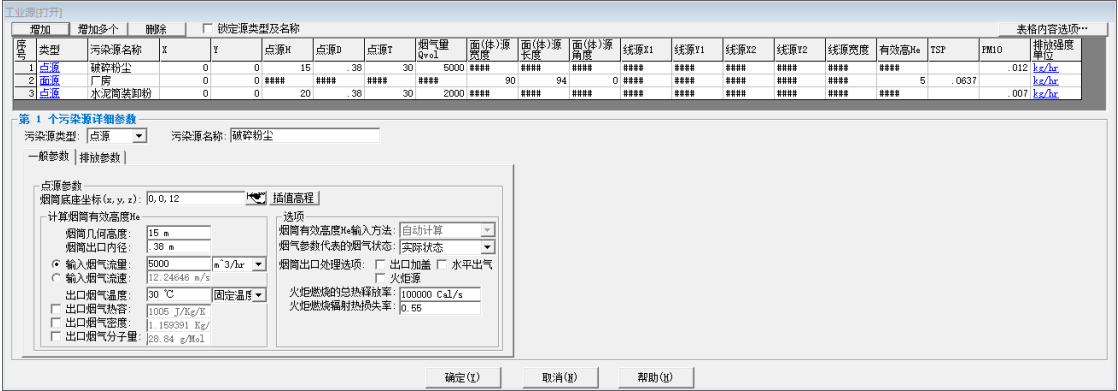 工业源[打开]
增加 增加多个 删除 锁定源类型及名称 表格内容选项…
序号 类型 污染源名称 X Y 点源H 点源D 点源T 烟气量Qvol 面(体)源宽度 面(体)源长度 面(体)源角度 线源X1 线源Y1 线源X2 线源Y2 线源宽度 有效高He TSP PM10 排放强度单位
1 点源 破碎粉尘 0 0 15 .38 30 5000 #### #### #### #### #### #### #### #### #### .012 kg/hr
2 面源 厂房 0 0 #### #### #### #### 90 94 0 #### #### #### #### #### 5 .0637 kg/hr
3 点源 水泥筒装卸粉 0 0 20 .38 30 2000 #### #### #### #### #### #### #### #### #### .007 kg/hr
第 1 个污染源详细参数
污染源类型: 点源 污染源名称: 破碎粉尘
一般参数 排放参数
点源参数
烟筒底座坐标(x,y,z): 0,0,12 插值高程
计算烟筒有效高度He 选项
烟筒几何高度: 15 m 烟筒有效高度He输入方法: 自动计算
烟筒出口内径: .38 m 烟气参数代表的烟气状态: 实际状态
输入烟气流量: 5000 m^3/hr 烟筒出口处理选项: 出口加盖 水平出气
输入烟气流速: 12.24646 m/s 火炬源
出口烟气温度: 30 ℃ 固定温度 火炬燃烧的总热释放率: 100000 Cal/s
出口烟气热容: 1005 J/Kg/K 火炬燃烧辐射热损失率: 0.55
出口烟气密度: 1.159391 Kg/
出口烟气分子量: 28.84 g/Mol
确定(Y) 取消(N) 帮助(H)